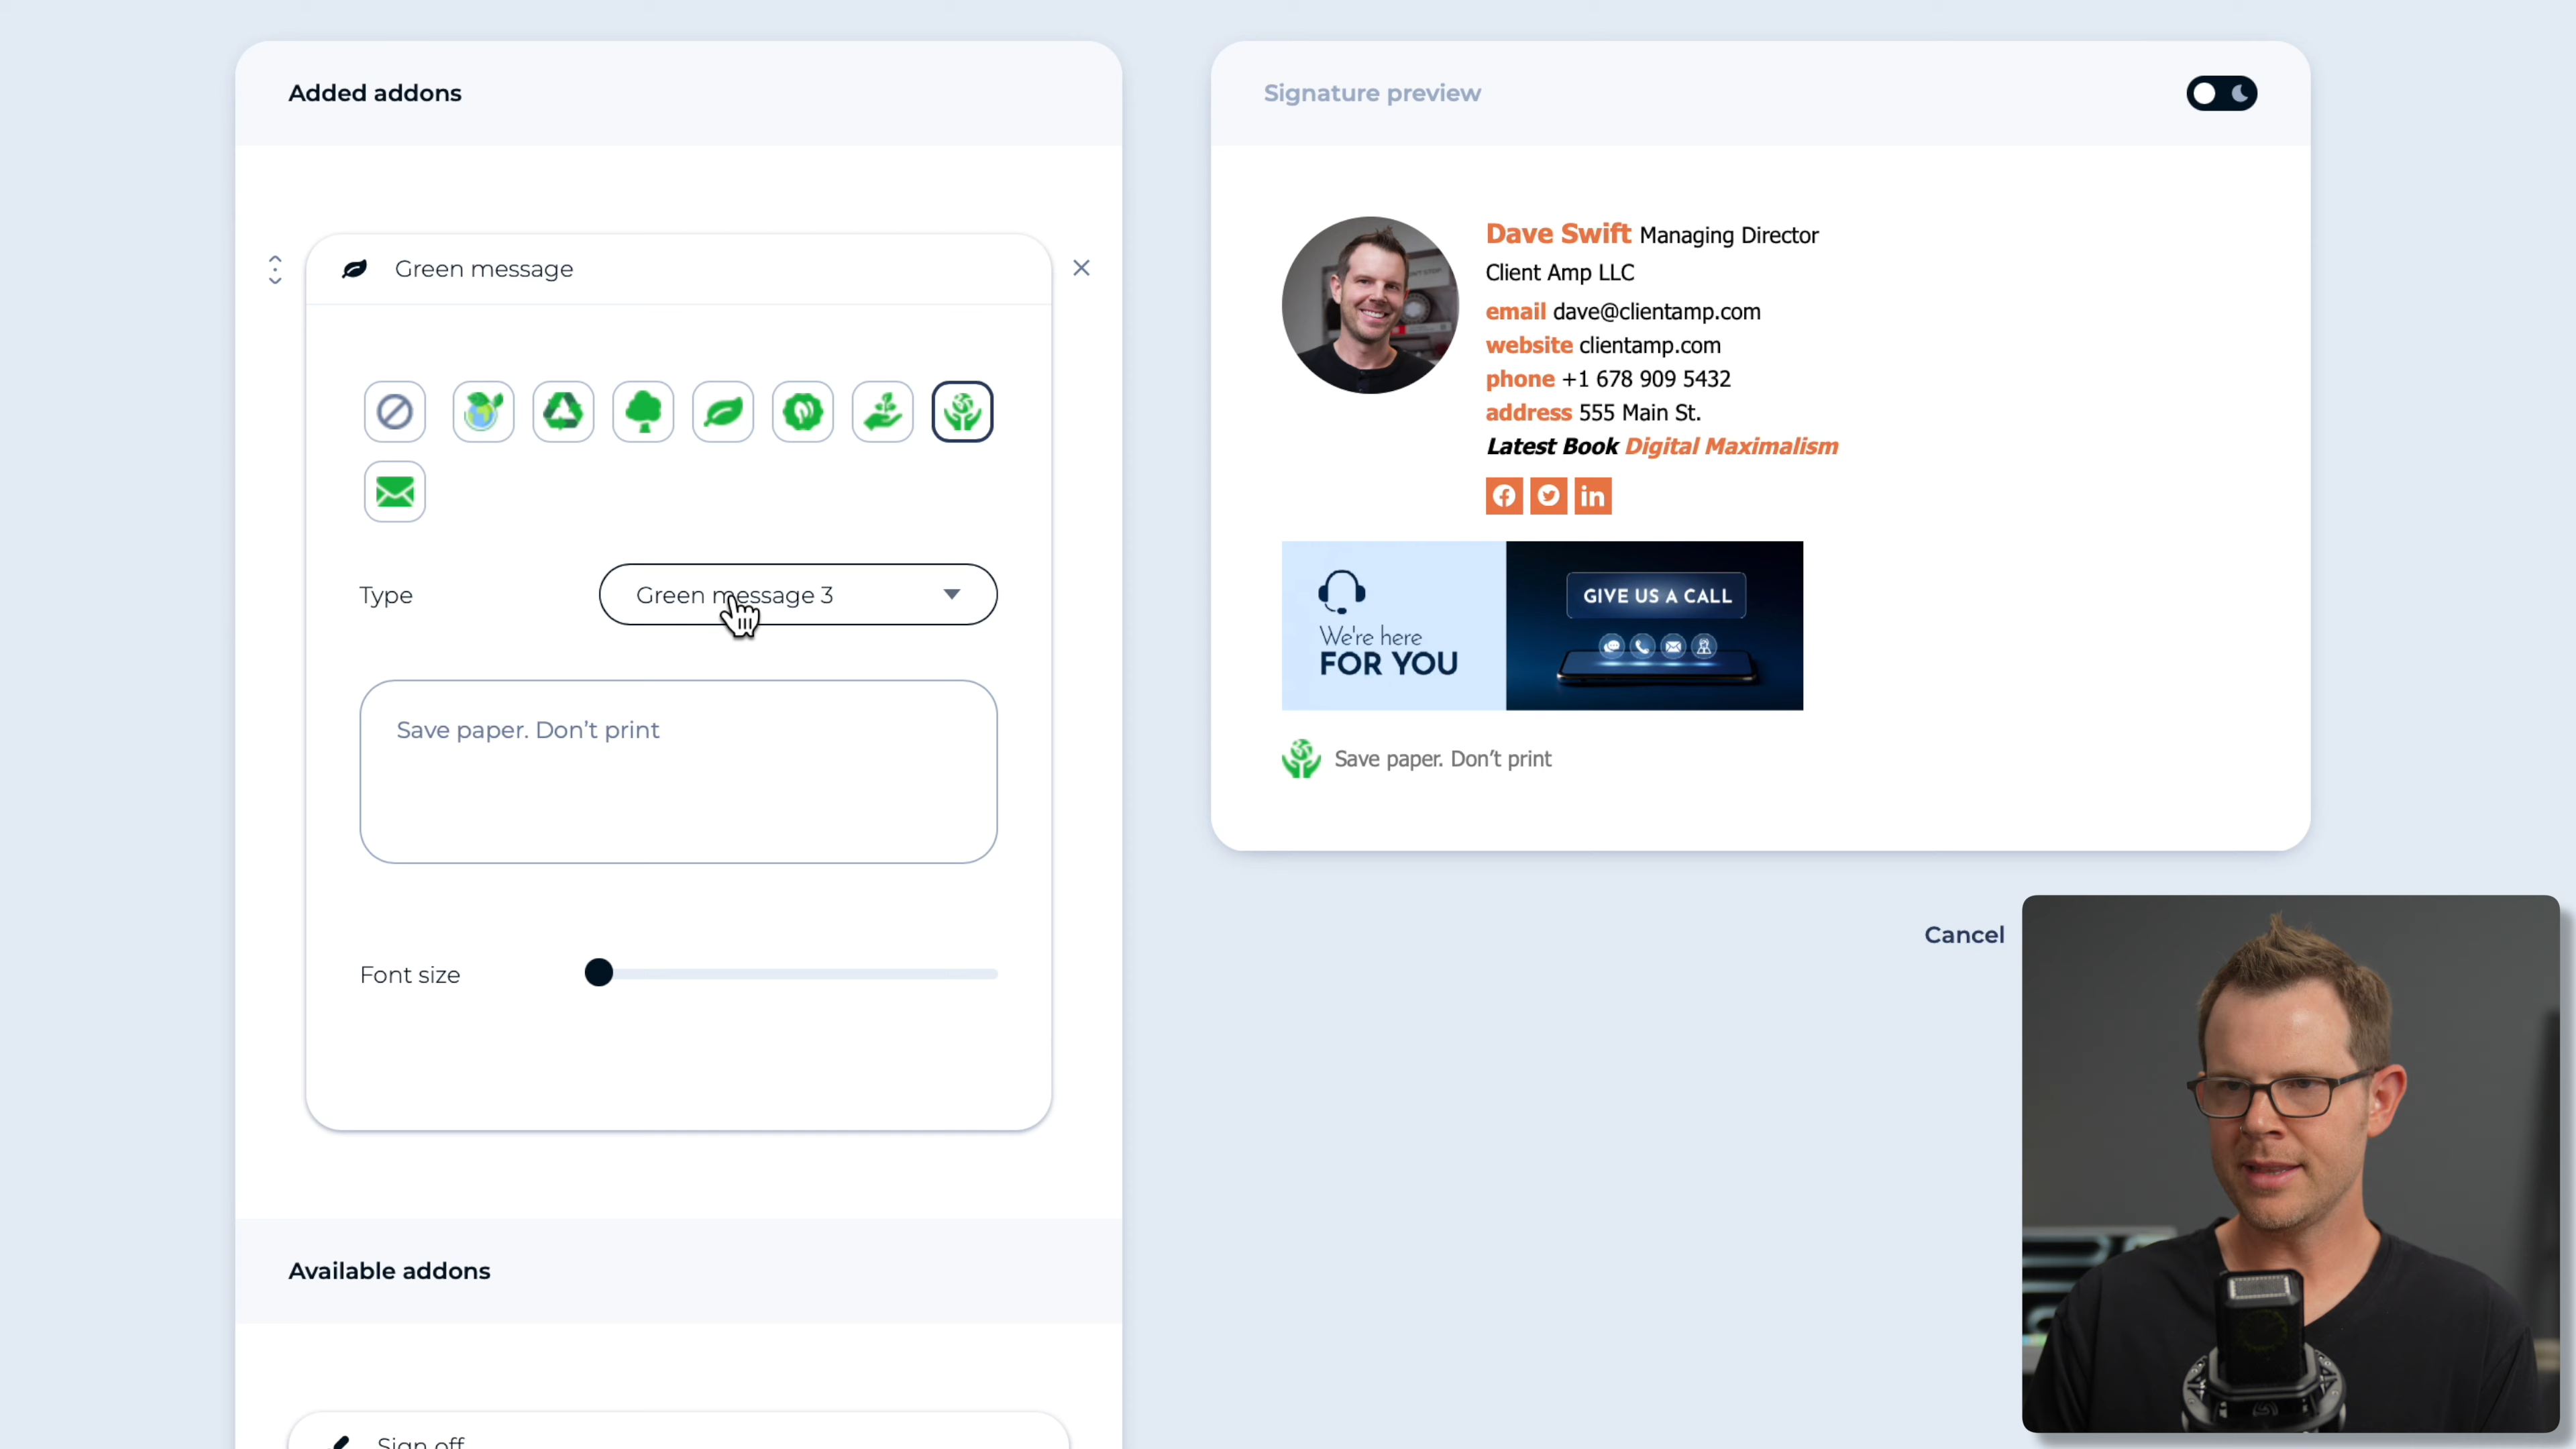 Added addons
Green message
Type
Green message 3
Save paper. Don't print
Font size
Available addons
Sign off
Signature preview
Dave Swift Managing Director
Client Amp LLC
email dave@clientamp.com
website clientamp.com
phone +1 678 909 5432
address 555 Main St.
Latest Book Digital Maximalism
in
We're here
FOR YOU
GIVE US A CALL
Save paper. Don't print
Cancel